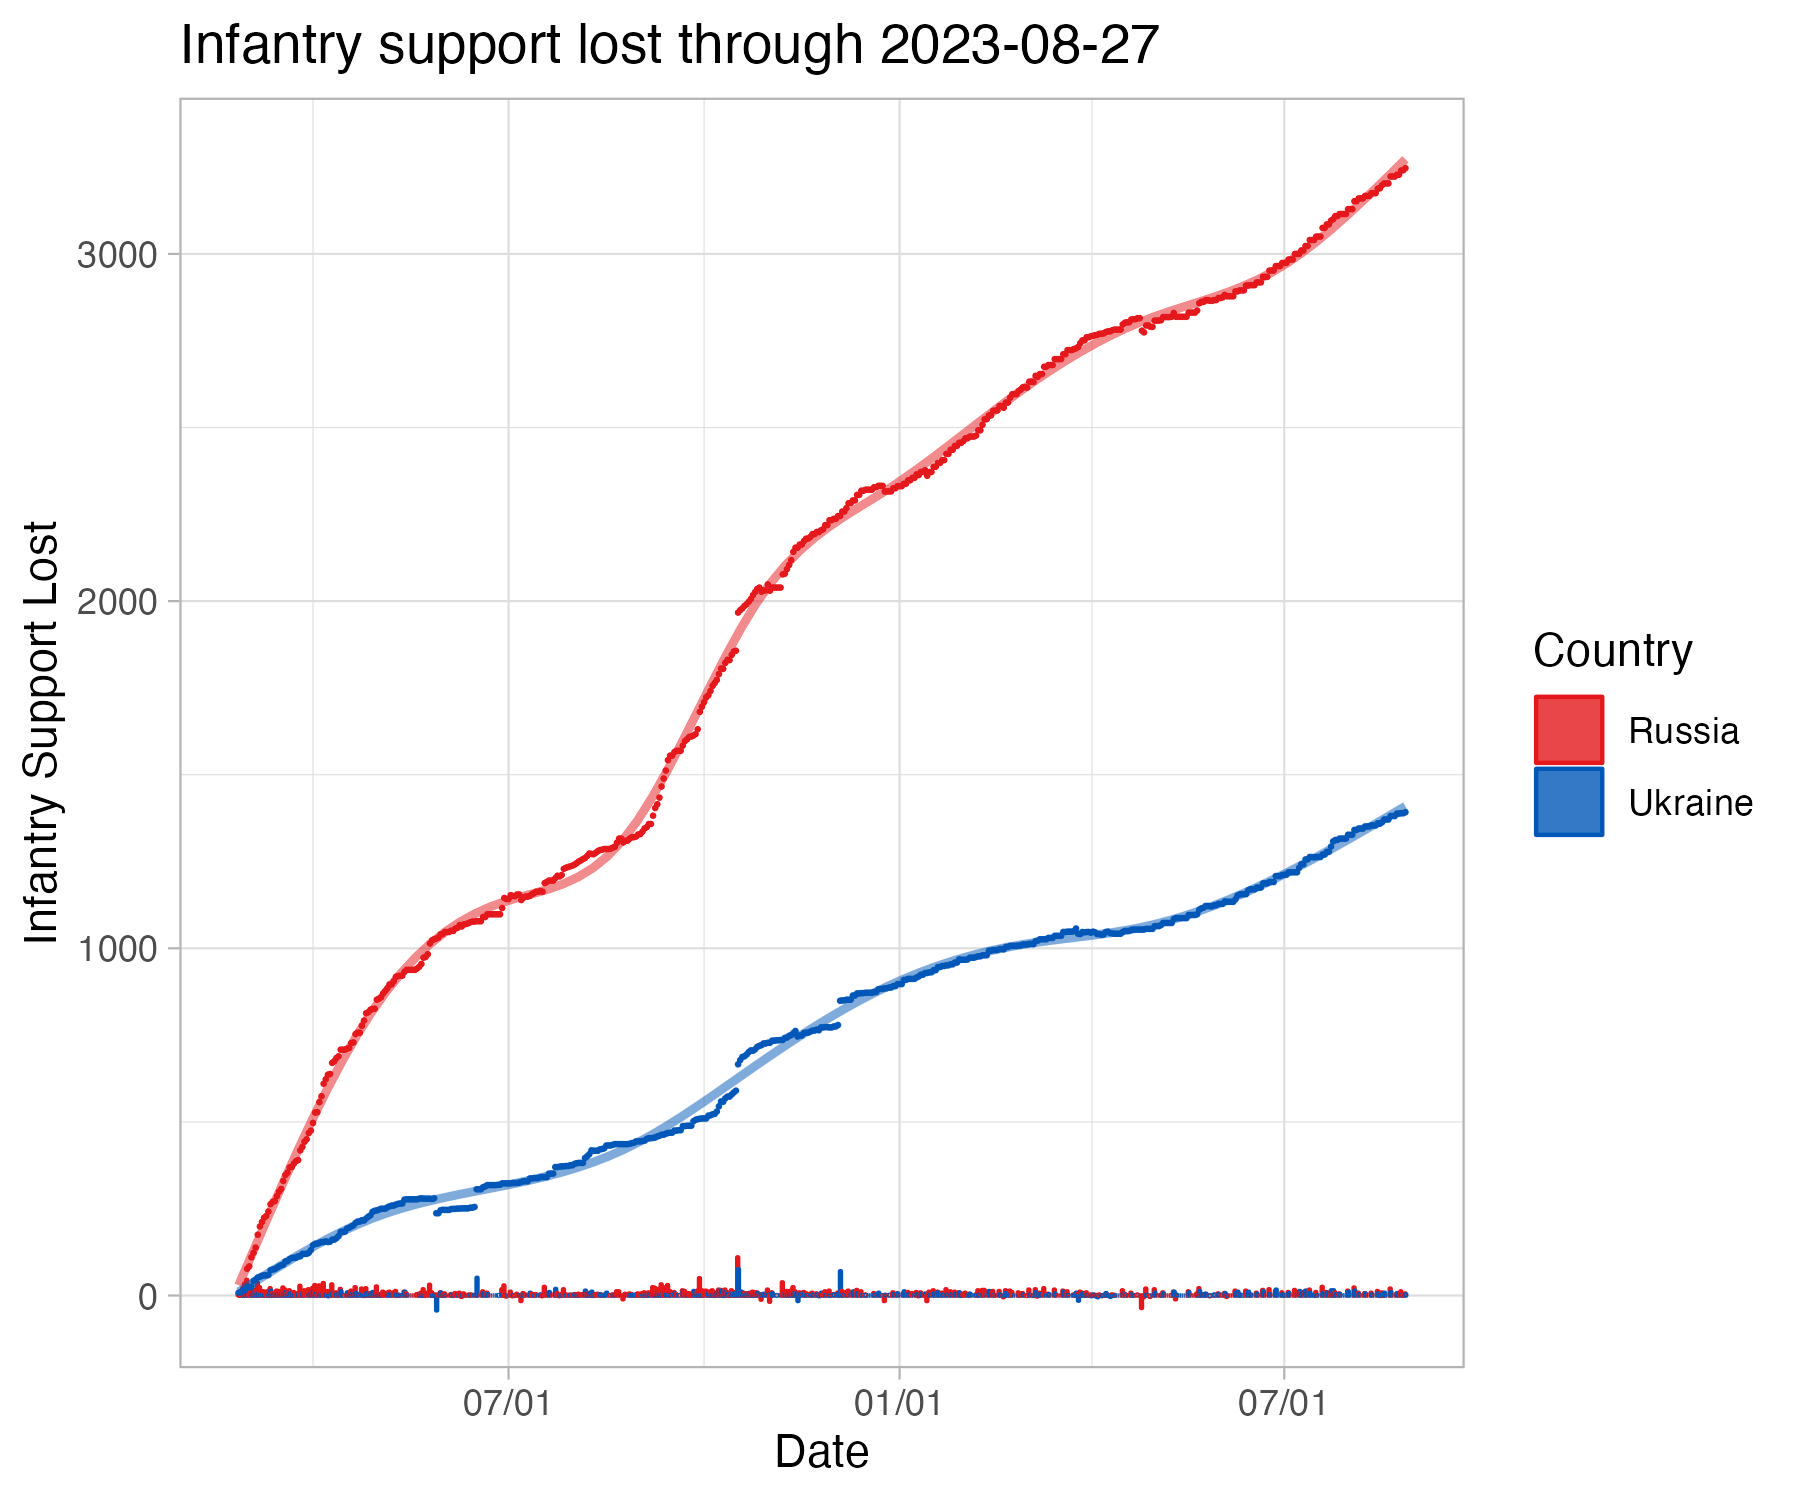 Infantry support lost through 2023-08-27
Infantry Support Lost
3000
2000
1000
0
07/01
01/01
07/01
Date
Country
Russia
Ukraine